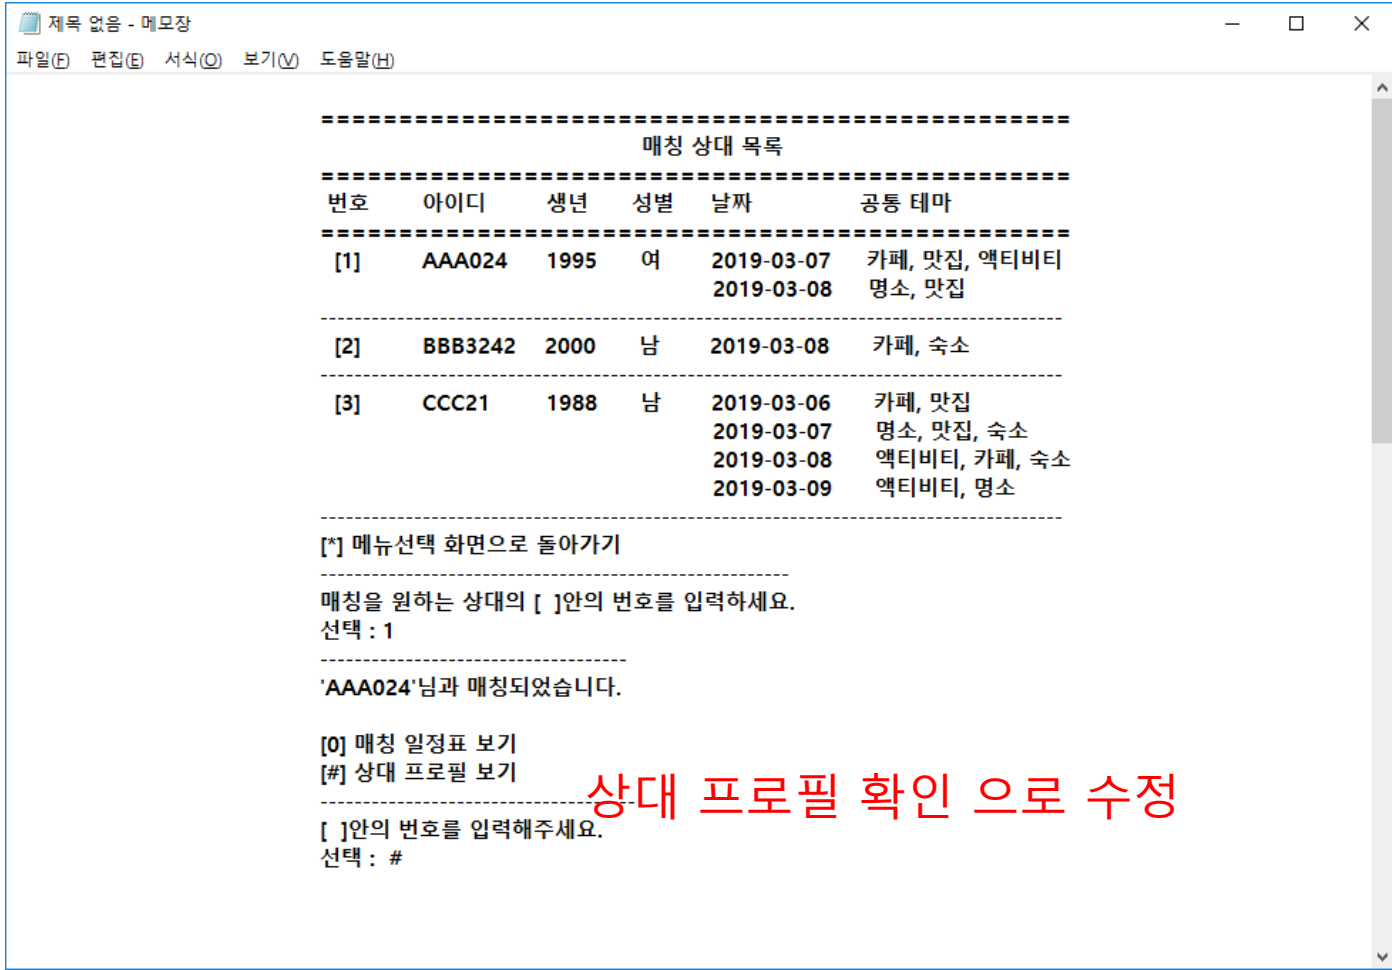 제목 없음 - 메모장
파일(F) 편집(E) 서식(O) 보기(V) 도움말(H)
================================================
매칭 상대 목록
================================================
번호 아이디 생년 성별 날짜 공통 테마
================================================
[1] AAA024 1995 여 2019-03-07 카페, 맛집, 액티비티
2019-03-08 명소, 맛집
--------------------------------------------------------------------------------------
[2] BBB3242 2000 남 2019-03-08 카페, 숙소
--------------------------------------------------------------------------------------
[3] CCC21 1988 남 2019-03-06 카페, 맛집
2019-03-07 명소, 맛집, 숙소
2019-03-08 액티비티, 카페, 숙소
2019-03-09 액티비티, 명소
--------------------------------------------------------------------------------------
[*] 메뉴선택 화면으로 돌아가기
------------------------------------------------------
매칭을 원하는 상대의 [ ]안의 번호를 입력하세요.
선택 : 1
------------------------------------
'AAA024'님과 매칭되었습니다.
[0] 매칭 일정표 보기
[#] 상대 프로필 보기
상대 프로필 확인 으로 수정
------------------------------------
[ ]안의 번호를 입력해주세요.
선택 : #